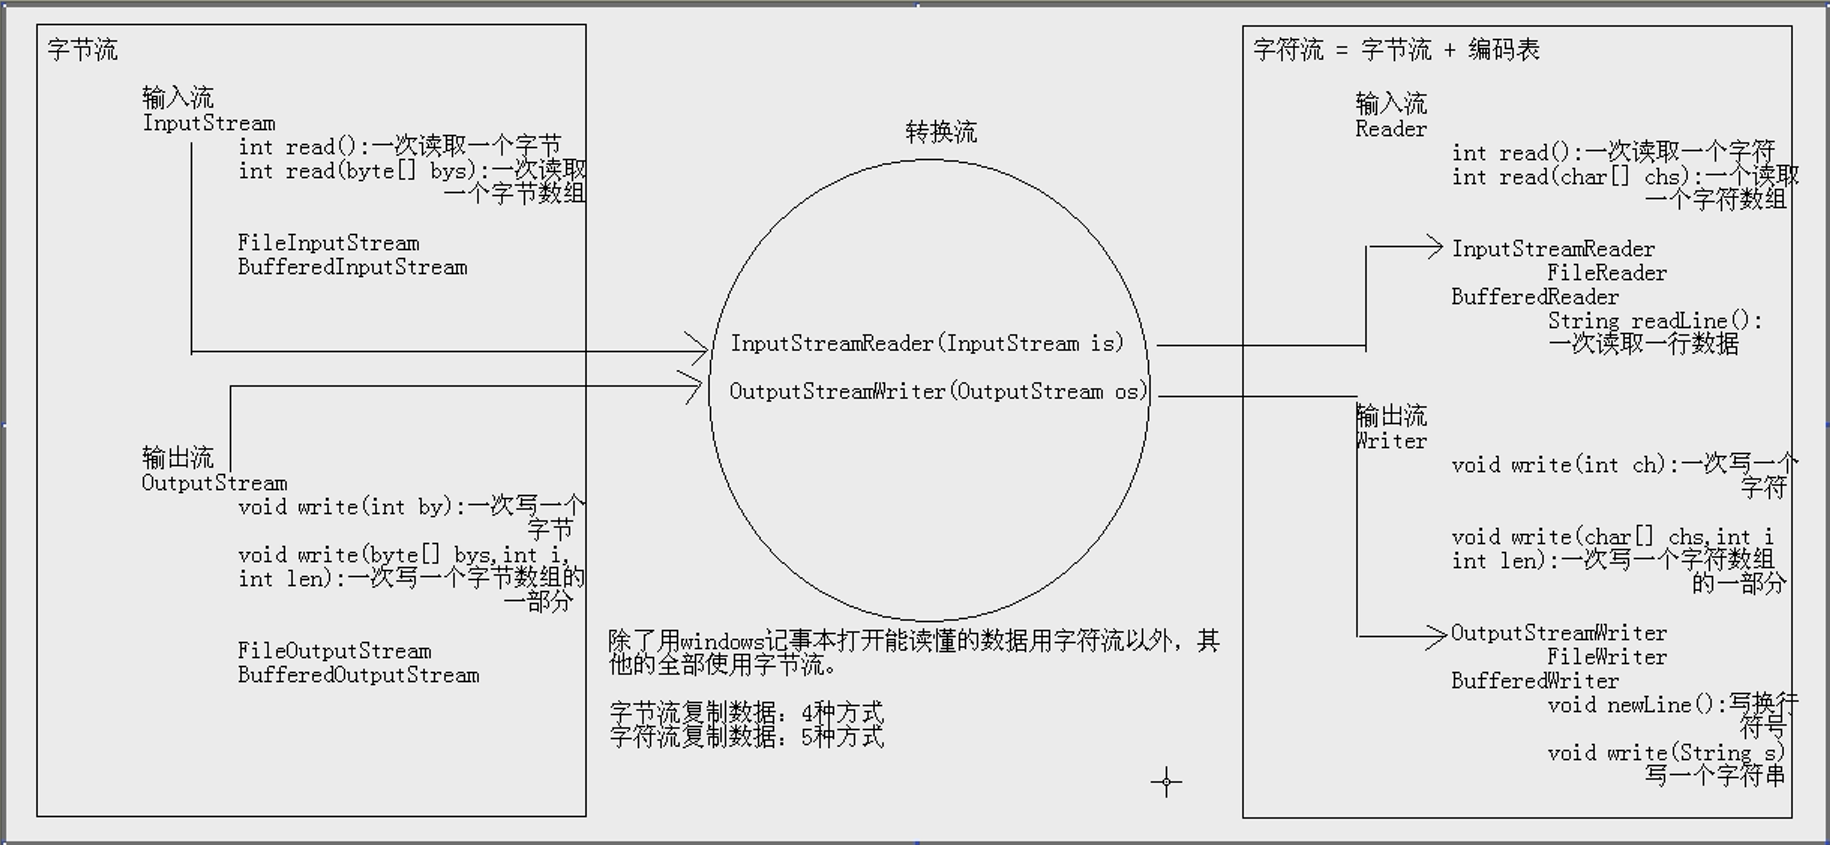 字节流
输入流
InputStream
int read():一次读取一个字节
int read(byte[] bys):一次读取
一个字节数组
FileInputStream
BufferedInputStream
输出流
OutputStream
void write(int by):一次写一个
字节
void write(byte[] bys,int i,
int len):一次写一个字节数组的
一部分
FileOutputStream
BufferedOutputStream
转换流
InputStreamReader(InputStream is)
OutputStreamWriter(OutputStream os)
除了用windows记事本打开能读懂的数据用字符流以外，其
他的全部使用字节流。
字节流复制数据：4种方式
字符流复制数据：5种方式
字符流 = 字节流 + 编码表
输入流
Reader
int read():一次读取一个字符
int read(char[] chs):一个读取
一个字符数组
InputStreamReader
FileReader
BufferedReader
String readLine():
一次读取一行数据
输出流
Writer
void write(int ch):一次写一个
字符
void write(char[] chs,int i
int len):一次写一个字符数组
的一部分
OutputStreamWriter
FileWriter
BufferedWriter
void newLine():写换行
符号
void write(String s)
写一个字符串